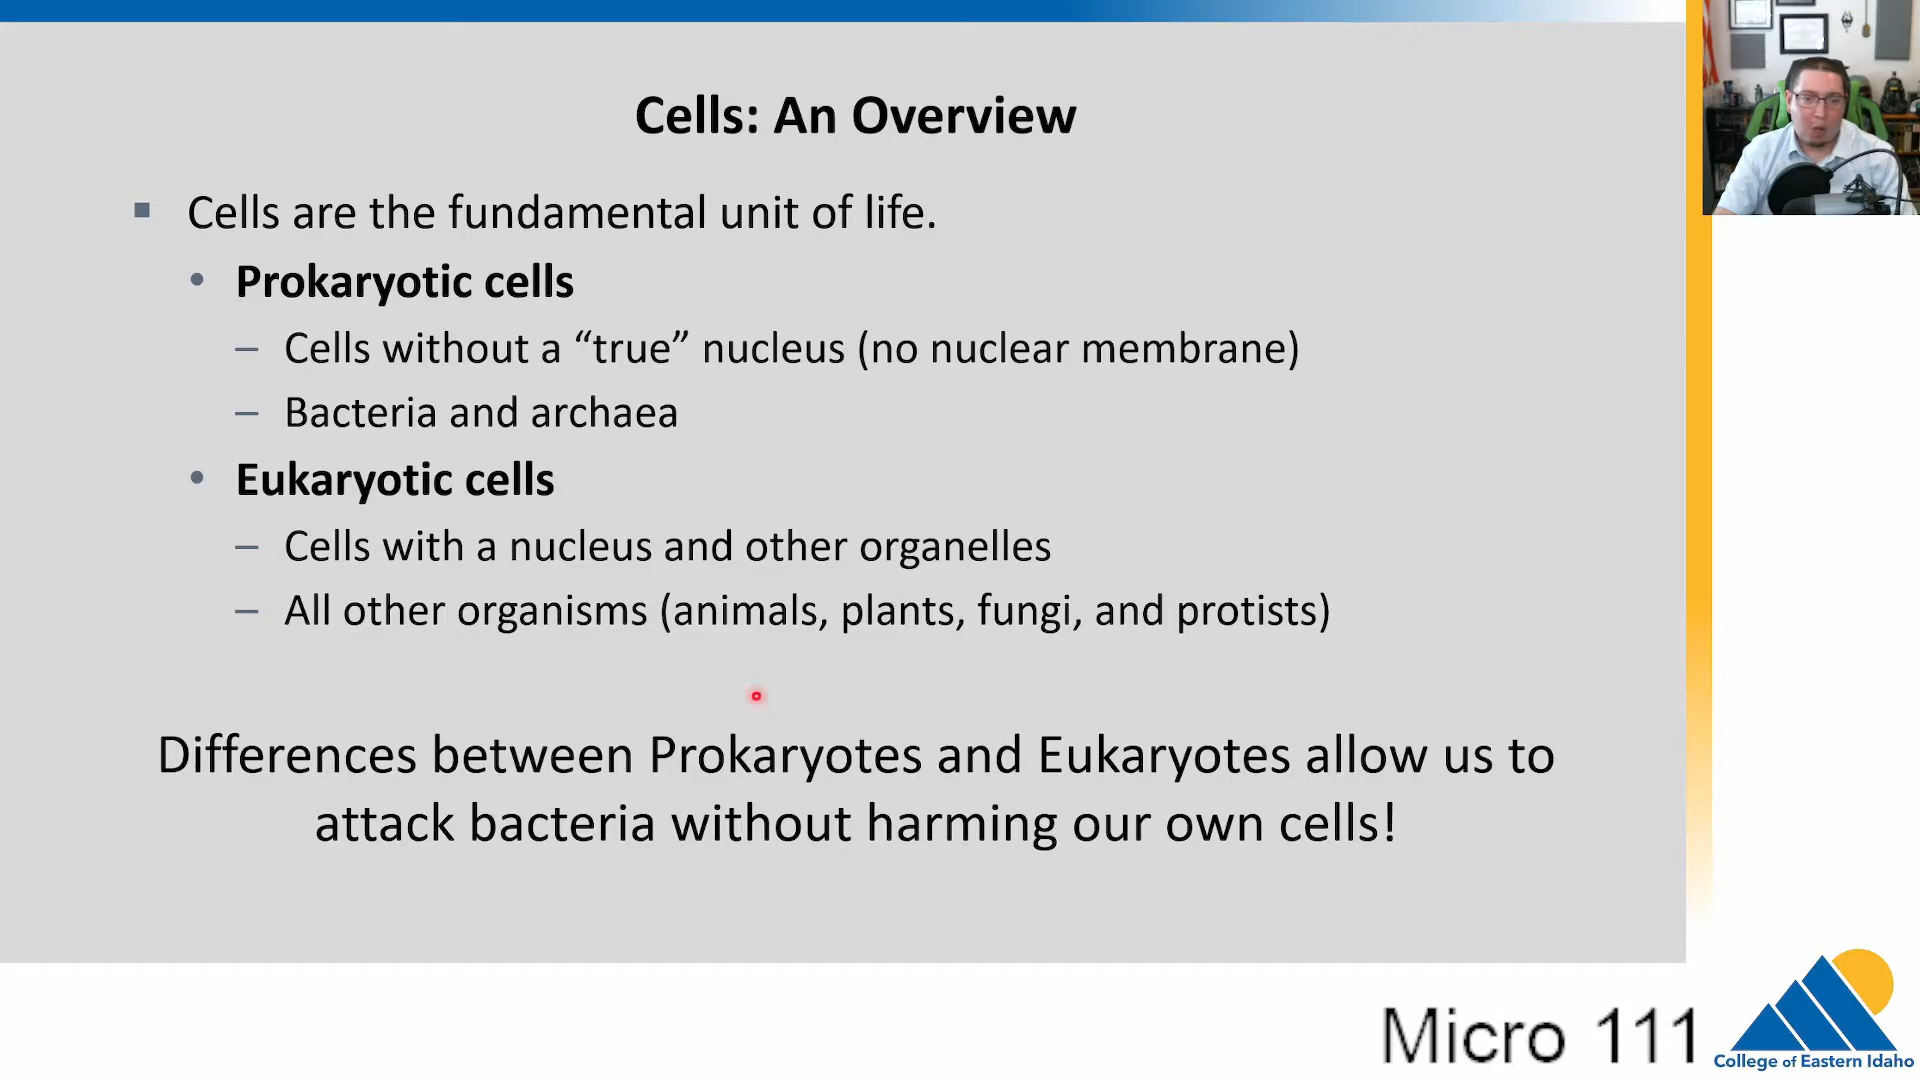 Cells: An Overview
▪ Cells are the fundamental unit of life.
• Prokaryotic cells
– Cells without a “true” nucleus (no nuclear membrane)
– Bacteria and archaea
• Eukaryotic cells
– Cells with a nucleus and other organelles
– All other organisms (animals, plants, fungi, and protists)
Differences between Prokaryotes and Eukaryotes allow us to
attack bacteria without harming our own cells!
Micro 111
College of Eastern Idaho